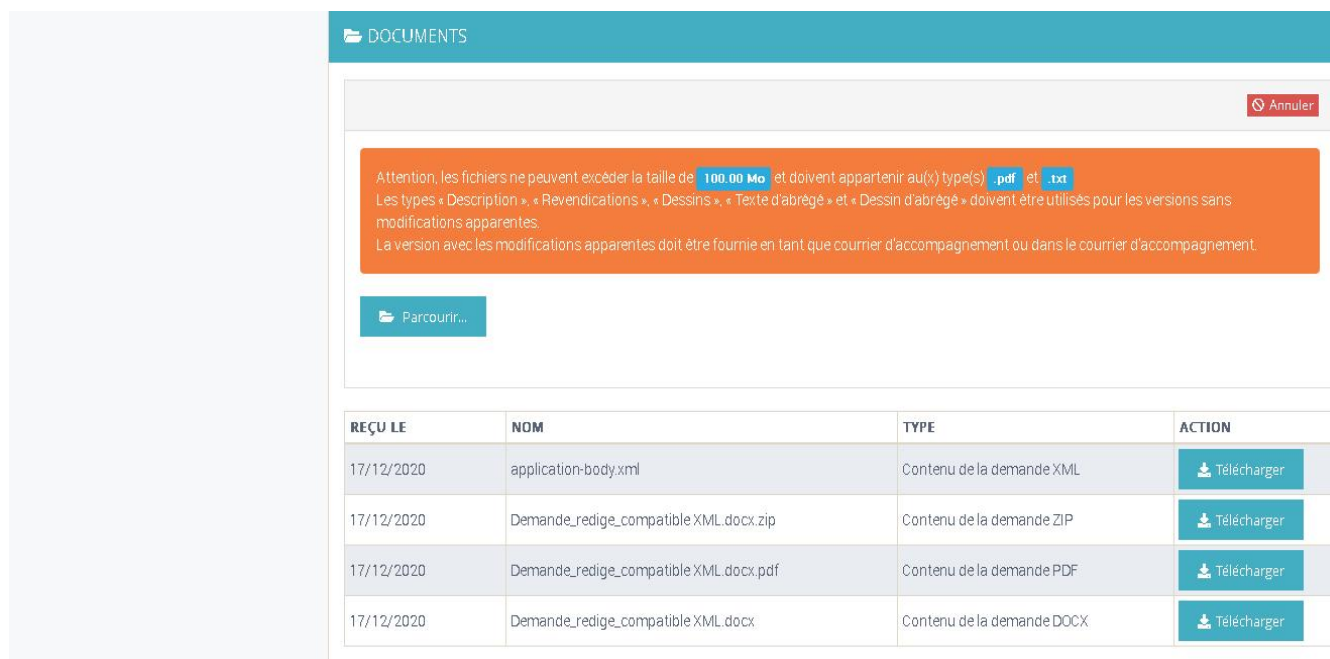 DOCUMENTS
Annuler
Attention, les fichiers ne peuvent excéder la taille de 100.00 Mo et doivent appartenir au(x) type(s) .pdf et .txt
Les types « Description », « Revendications », « Dessins », « Texte d'abrégé » et « Dessin d'abrégé » doivent être utilisés pour les versions sans
modifications apparentes.
La version avec les modifications apparentes doit être fournie en tant que courrier d'accompagnement ou dans le courrier d'accompagnement.
Parcourir...
REÇU LE NOM TYPE ACTION
17/12/2020 application-body.xml Contenu de la demande XML Télécharger
17/12/2020 Demande_redige_compatible XML.docx.zip Contenu de la demande ZIP Télécharger
17/12/2020 Demande_redige_compatible XML.docx.pdf Contenu de la demande PDF Télécharger
17/12/2020 Demande_redige_compatible XML.docx Contenu de la demande DOCX Télécharger